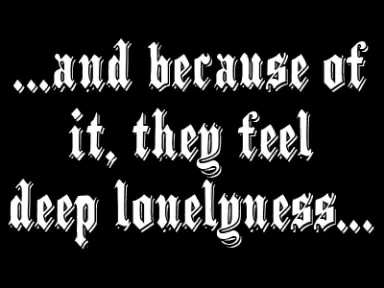 ...and because of
it, they feel
deep lonelyness...